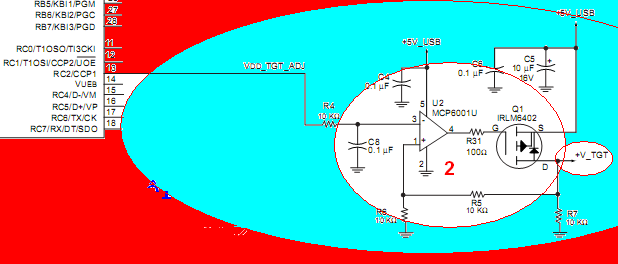 RB5/KBI1/PGM
RB6/KBI2/PGC
27
RB7/KBI3/PGD
28
RC0/T1OSO/T13CKI
11
RC1/T1OSI/CCP2/UOE
12
RC2/CCP1
13
VUEB
14
RC4/D-/VM
15
RC5/D+/VP
16
RC6/TX/CK
17
RC7/RX/DT/SDO
18
VDD_TGT_ADJ
R4
10 KΩ
C8
0.1 µF
+5V_USB
C4
0.1 µF
U2
MCP6001U
5
3
-
4
1
+
2
R31
100Ω
2
C6
0.1 µF
C5
10 µF
16V
+
+5V_USB
Q1
IRLM6402
G
S
D
+V_TGT
R5
10 KΩ
R6
10 KΩ
R7
10 KΩ
1